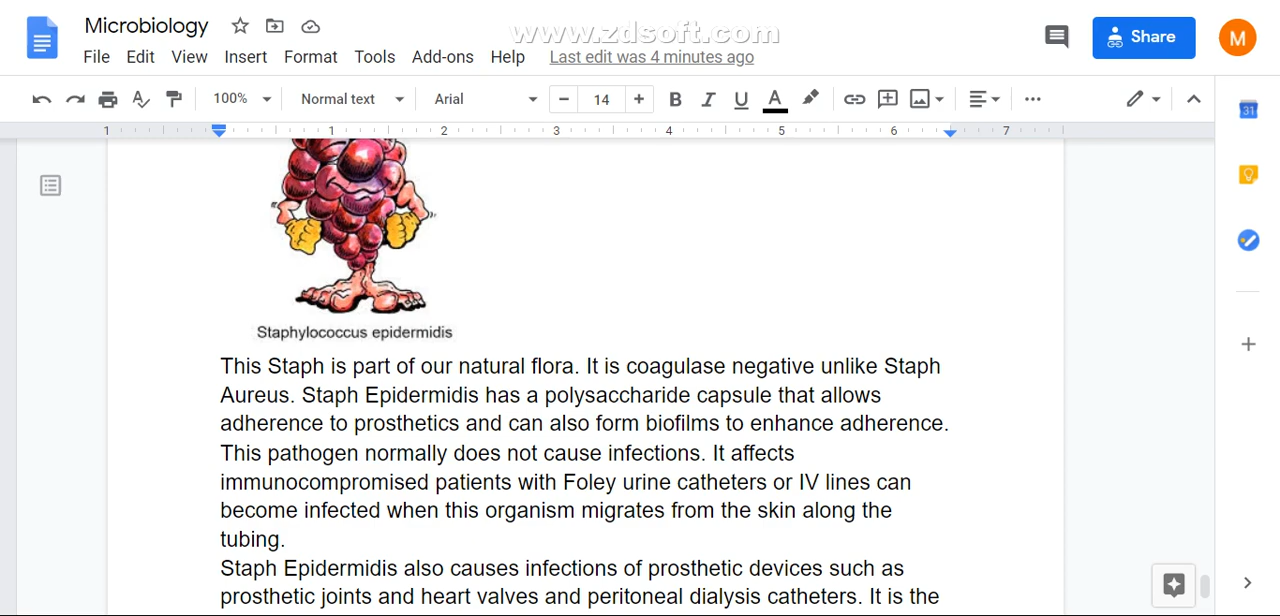 Microbiology
www.zdsoft.com
Share
M
File Edit View Insert Format Tools Add-ons Help Last edit was 4 minutes ago
100% Normal text Arial 14 B I U A
1 1 2 3 4 5 6 7
31
Staphylococcus epidermidis
This Staph is part of our natural flora. It is coagulase negative unlike Staph
Aureus. Staph Epidermidis has a polysaccharide capsule that allows
adherence to prosthetics and can also form biofilms to enhance adherence.
This pathogen normally does not cause infections. It affects
immunocompromised patients with Foley urine catheters or IV lines can
become infected when this organism migrates from the skin along the
tubing.
Staph Epidermidis also causes infections of prosthetic devices such as
prosthetic joints and heart valves and peritoneal dialysis catheters. It is the